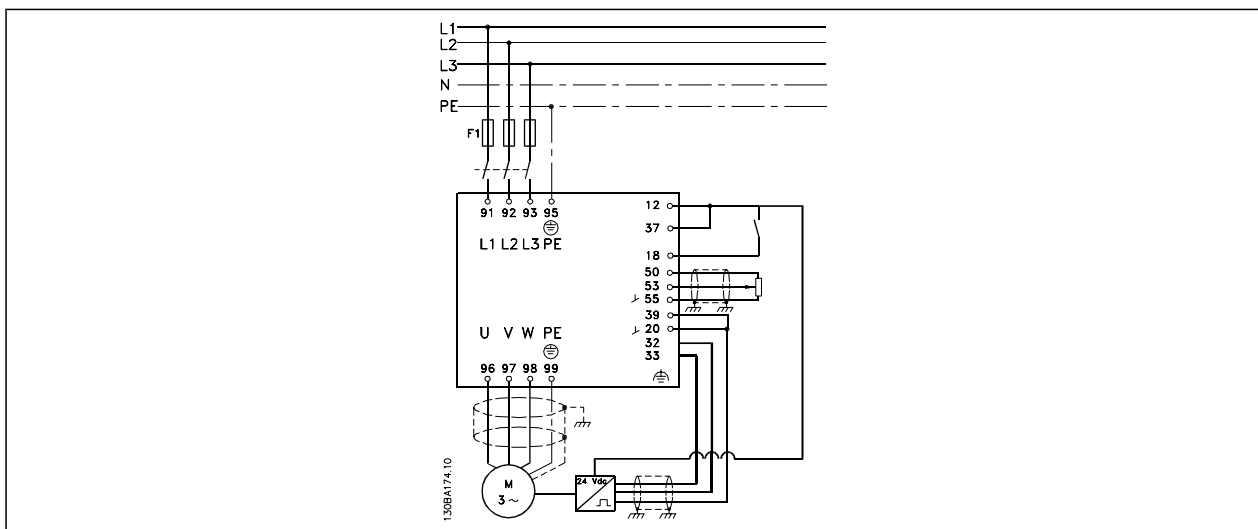 L1
L2
L3
N
PE
F1
91 92 93 95
L1 L2 L3 PE
12
37
18
50
53
55
39
20
32
33
U V W PE
96 97 98 99
M
3 ~
24 Vdc
130BA174.10